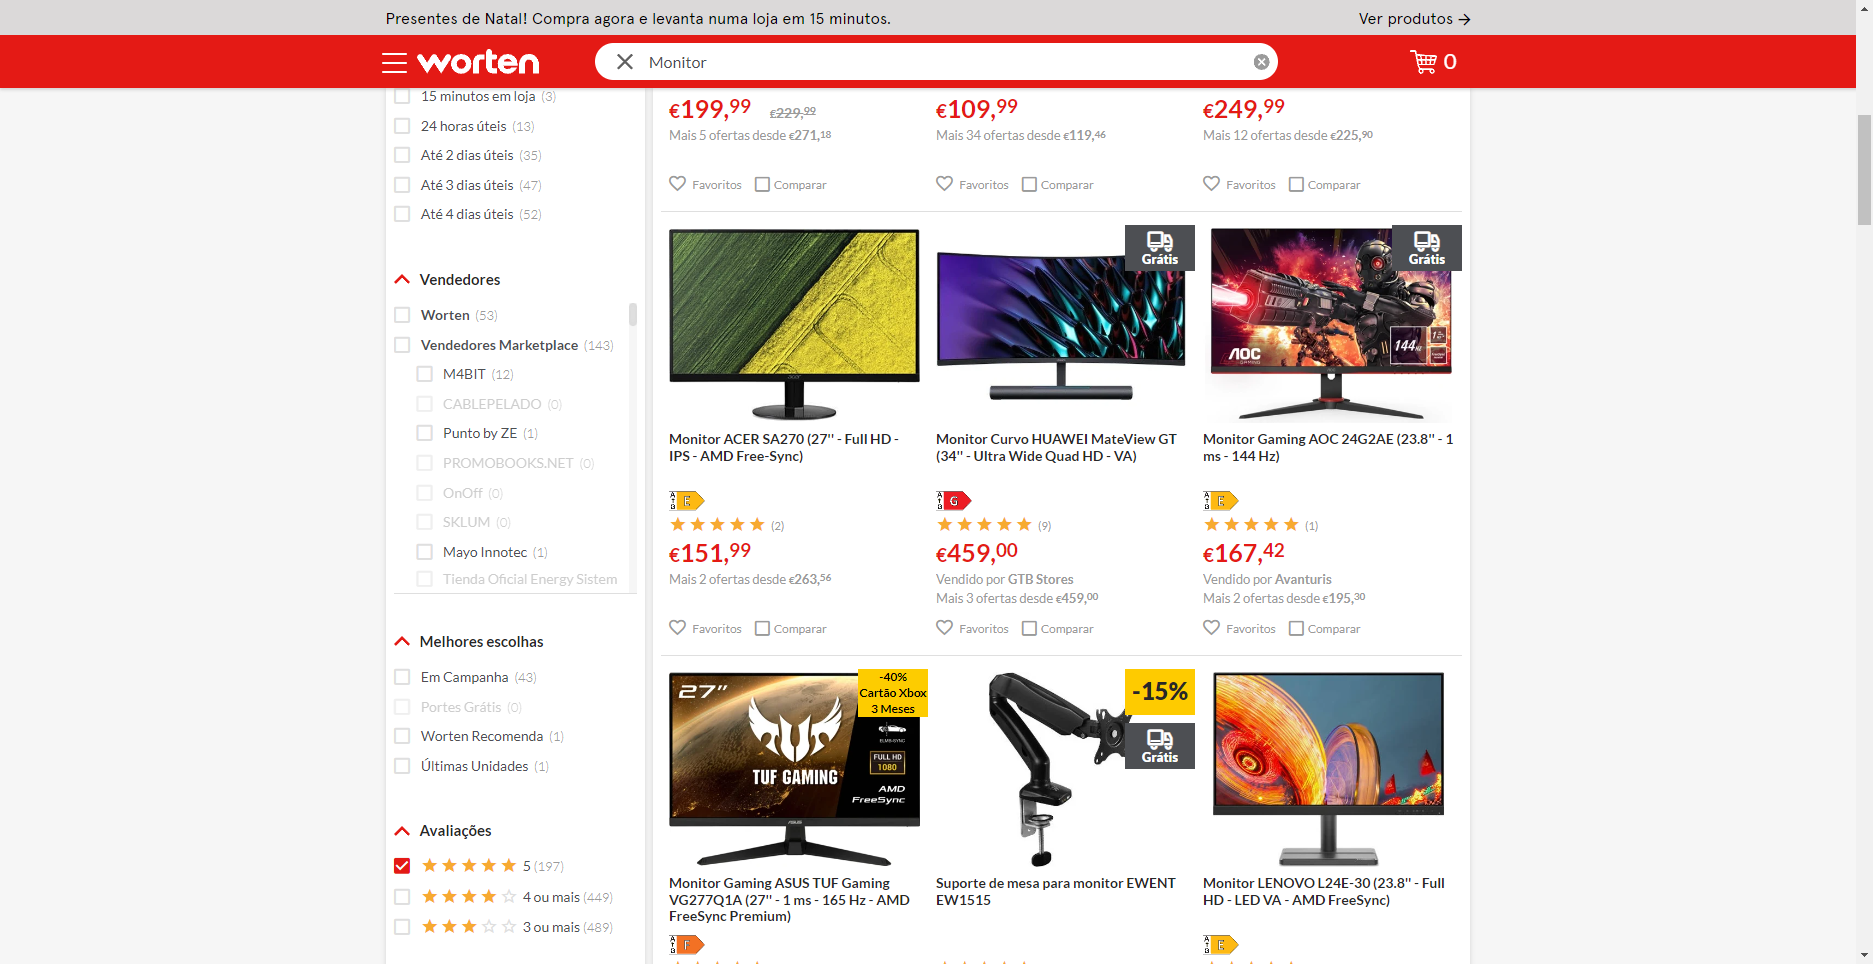 Presentes de Natal! Compra agora e levanta numa loja em 15 minutos.
Ver produtos →
worten
Monitor
0
15 minutos em loja (3)
24 horas úteis (13)
Até 2 dias úteis (35)
Até 3 dias úteis (47)
Até 4 dias úteis (52)
Vendedores
Worten (53)
Vendedores Marketplace (143)
M4BIT (12)
CABLEPELADO (0)
Punto by ZE (1)
PROMOBOOKS.NET (0)
OnOff (0)
SKLUM (0)
Mayo Innotec (1)
Tienda Oficial Energy Sistem
Melhores escolhas
Em Campanha (43)
Portes Grátis (0)
Worten Recomenda (1)
Últimas Unidades (1)
Avaliações
5 (197)
4 ou mais (449)
3 ou mais (489)
€199,99 €229,99
Mais 5 ofertas desde €271,18
Favoritos Comparar
€109,99
Mais 34 ofertas desde €119,46
Favoritos Comparar
€249,99
Mais 12 ofertas desde €225,90
Favoritos Comparar
acer
Monitor ACER SA270 (27'' - Full HD -
IPS - AMD Free-Sync)
A
G
E
(2)
€151,99
Mais 2 ofertas desde €263,56
Favoritos Comparar
Grátis
Monitor Curvo HUAWEI MateView GT
(34'' - Ultra Wide Quad HD - VA)
A
G
G
(9)
€459,00
Vendido por GTB Stores
Mais 3 ofertas desde €459,00
Favoritos Comparar
Grátis
144Hz
AOC
GAMING
Monitor Gaming AOC 24G2AE (23.8'' - 1
ms - 144 Hz)
A
G
E
(1)
€167,42
Vendido por Avanturis
Mais 2 ofertas desde €195,30
Favoritos Comparar
27”
-40%
Cartão Xbox
3 Meses
ELMB-SYNC
FULL HD
1080
TUF GAMING
AMD
FreeSync
ASUS
Monitor Gaming ASUS TUF Gaming
VG277Q1A (27'' - 1 ms - 165 Hz - AMD
FreeSync Premium)
A
G
F
-15%
Grátis
Suporte de mesa para monitor EWENT
EW1515
Monitor LENOVO L24E-30 (23.8'' - Full
HD - LED VA - AMD FreeSync)
A
G
E